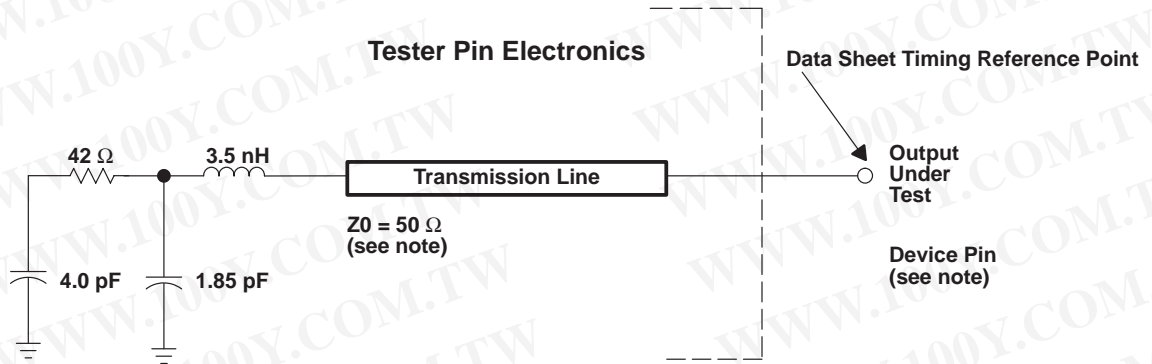 Tester Pin Electronics
Data Sheet Timing Reference Point
42 Ω
3.5 nH
Transmission Line
Output
Under
Test
Z0 = 50 Ω
(see note)
4.0 pF
1.85 pF
Device Pin
(see note)
WWW.100Y.COM.TW